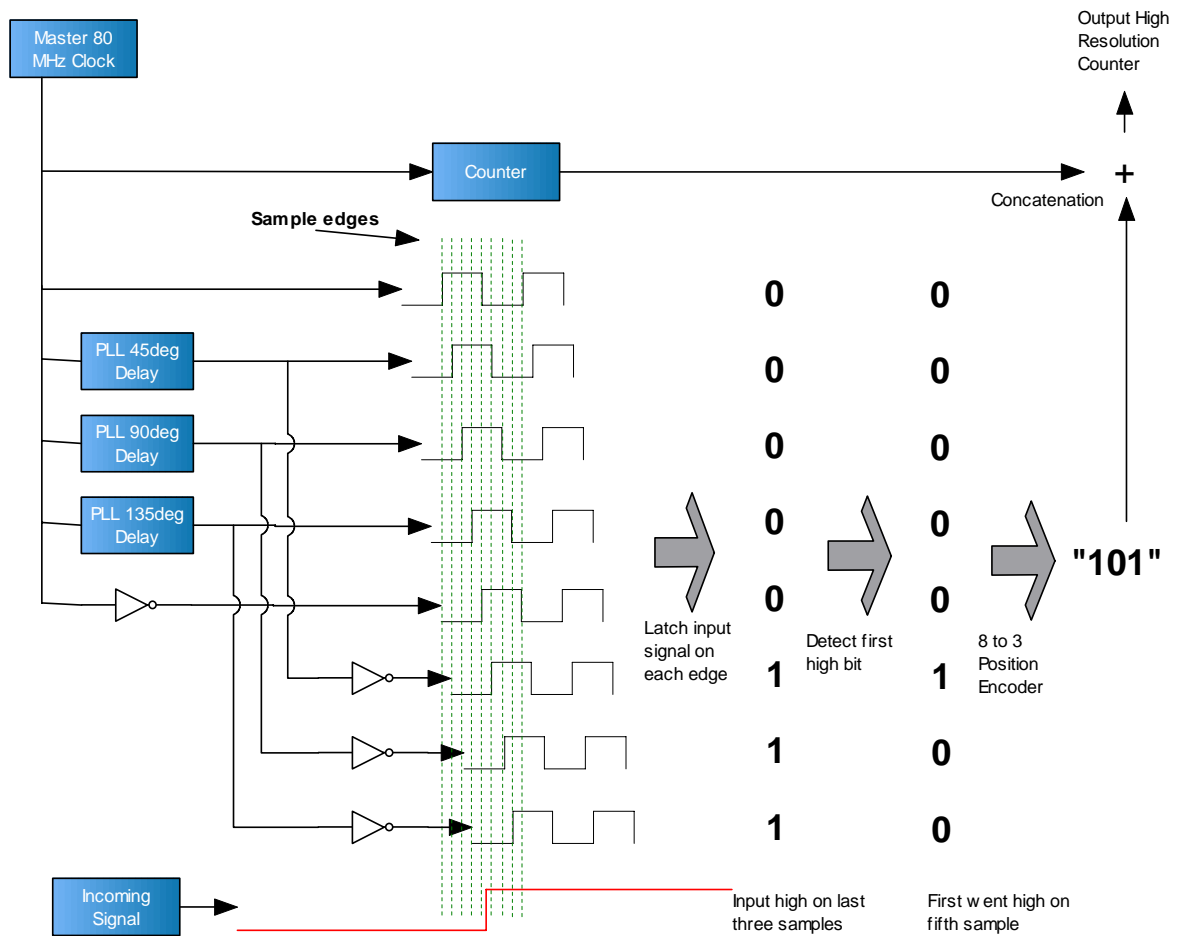 Output High
Resolution
Counter
Master 80
MHz Clock
Counter
+
Concatenation
Sample edges
0
0
PLL 45deg
Delay
0
0
PLL 90deg
Delay
0
0
PLL 135deg
Delay
0
0
"101"
0
0
Latch input
signal on
each edge
Detect first
high bit
8 to 3
Position
Encoder
1
1
1
0
1
0
Incoming
Signal
Input high on last
three samples
First went high on
fifth sample